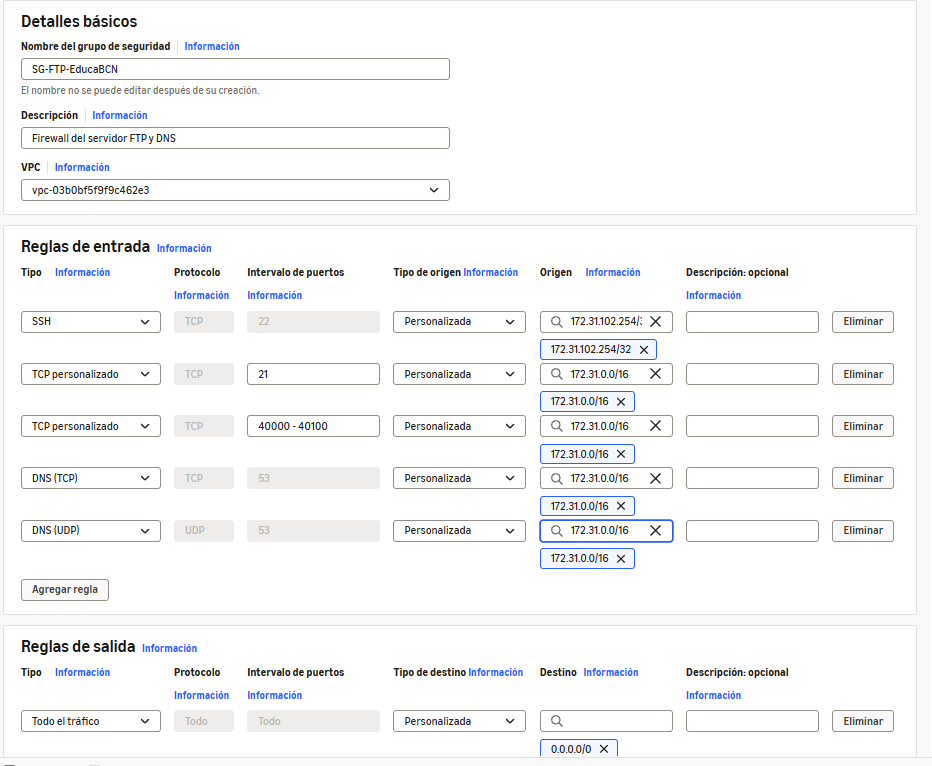 Detalles básicos
Nombre del grupo de seguridad Información
SG-FTP-EducaBCN
El nombre no se puede editar después de su creación.
Descripción Información
Firewall del servidor FTP y DNS
VPC Información
vpc-03b0bf5f9f9c462e3
Reglas de entrada Información
Tipo Información Protocolo Intervalo de puertos Tipo de origen Información Origen Información Descripción: opcional
Información Información Información
SSH TCP 22 Personalizada 172.31.102.254/3 Eliminar
172.31.102.254/32
TCP personalizado TCP 21 Personalizada 172.31.0.0/16 Eliminar
172.31.0.0/16
TCP personalizado TCP 40000 - 40100 Personalizada 172.31.0.0/16 Eliminar
172.31.0.0/16
DNS (TCP) TCP 53 Personalizada 172.31.0.0/16 Eliminar
172.31.0.0/16
DNS (UDP) UDP 53 Personalizada 172.31.0.0/16 Eliminar
172.31.0.0/16
Agregar regla
Reglas de salida Información
Tipo Información Protocolo Intervalo de puertos Tipo de destino Información Destino Información Descripción: opcional
Información Información Información
Todo el tráfico Todo Todo Personalizada Eliminar
0.0.0.0/0